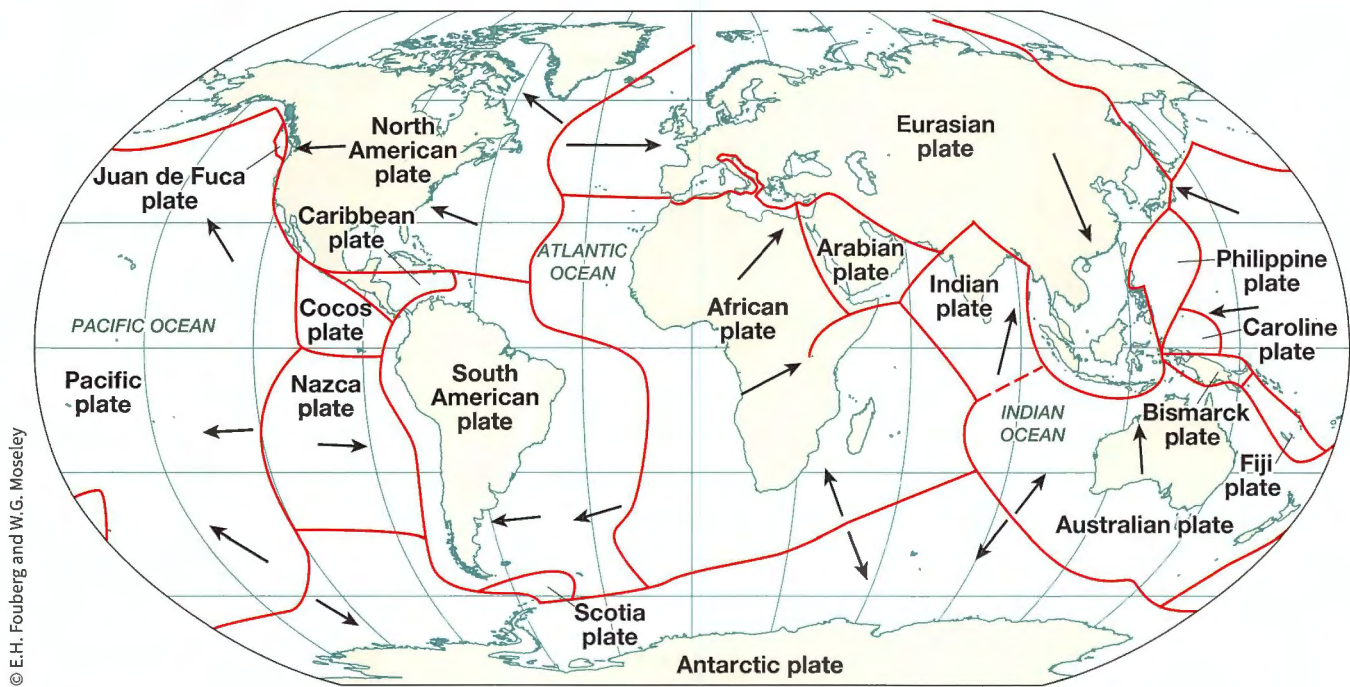 North
American
plate
Eurasian
plate
Juan de Fuca
plate
Caribbean
plate
ATLANTIC
OCEAN
Arabian
plate
Philippine
plate
Cocos
plate
African
plate
Indian
plate
PACIFIC OCEAN
Caroline
plate
Pacific
plate
Nazca
plate
South
American
plate
INDIAN
OCEAN
Bismarck
plate
Fiji
plate
Australian plate
Scotia
plate
Antarctic plate
© E.H. Fouberg and W.G. Moseley